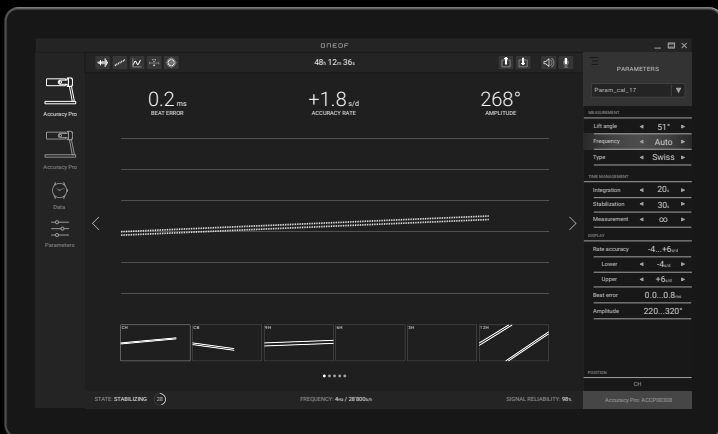 ONEOF
48h 12m 36s
PARAMETERS
Param_cal_17
0.2 ms
BEAT ERROR
+1.8 s/d
ACCURACY RATE
268°
AMPLITUDE
Accuracy Pro
Accuracy Pro
Data
Parameters
MEASUREMENT
Lift angle 51°
Frequency Auto
Type Swiss
TIME MANAGEMENT
Integration 20s
Stabilization 30s
Measurement ∞
DISPLAY
Rate accuracy -4...+6s/d
Lower -4s/d
Upper +6s/d
Beat error 0.0...0.8ms
Amplitude 220...320°
CH
CB
9H
6H
3H
12H
POSITION
CH
STATE: STABILIZING 28
FREQUENCY: 4Hz / 28'800b/h
SIGNAL RELIABILITY: 98%
Accuracy Pro: ACCP00308